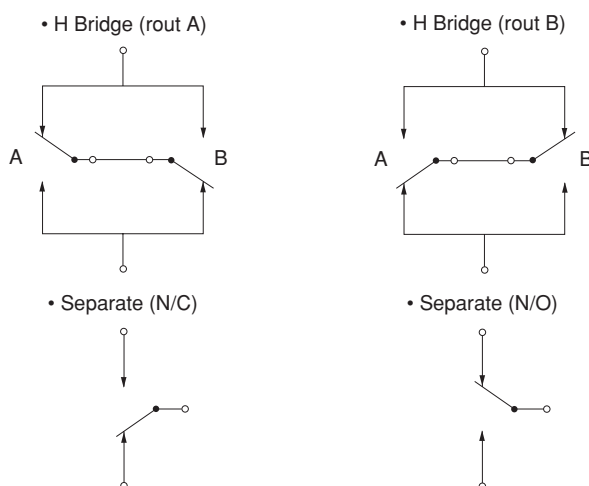 • H Bridge (rout A)
• H Bridge (rout B)
A
B
A
B
• Separate (N/C)
• Separate (N/O)